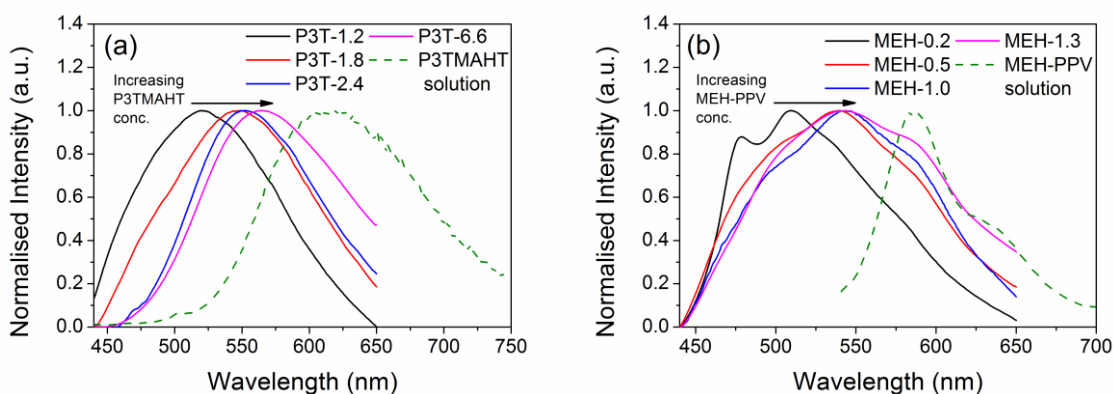 (a)
P3T-1.2
P3T-6.6
P3T-1.8
P3TMAHT
P3T-2.4
solution
Increasing
P3TMAHT
conc.
Normalised Intensity (a.u.)
1.4
1.2
1.0
0.8
0.6
0.4
0.2
0.0
450 500 550 600 650 700 750
Wavelength (nm)
(b)
MEH-0.2
MEH-1.3
MEH-0.5
MEH-PPV
MEH-1.0
solution
Increasing
MEH-PPV
conc.
Normalised Intensity (a.u.)
1.4
1.2
1.0
0.8
0.6
0.4
0.2
0.0
450 500 550 600 650 700
Wavelength (nm)